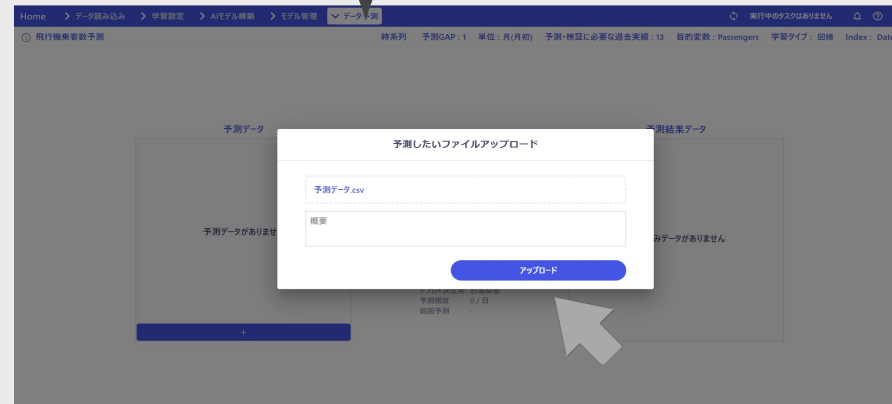 Home データ読み込み 学習設定 AIモデル構築 モデル管理 データ予測 実行中のタスクはありません
飛行機乗客数予測 時系列 予測GAP : 1 単位 : 月(月初) 予測・検証に必要な過去実績 : 13 目的変数 : Passengers 学習タイプ : 回帰 Index : Date
予測データ 予測結果データ
予測したいファイルアップロード
予測データ.csv
概要
予測データがありませ みデータがありません
アップロード
予測頻度 0 / 日
前回予測 -
+